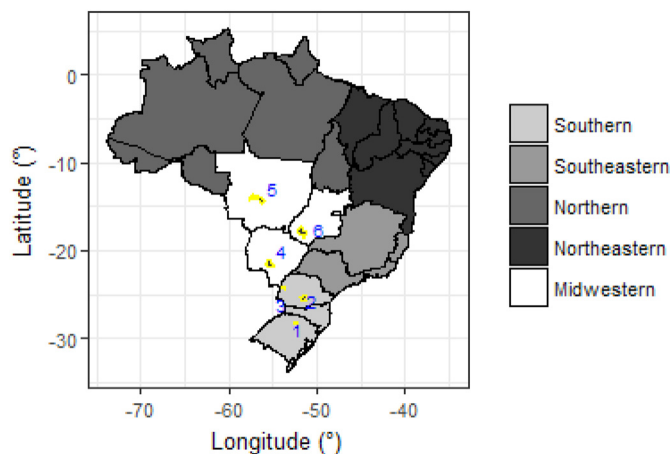 0
-10
-20
-30
Latitude (°)
5
6
4
3
2
1
-70
-60
-50
-40
Longitude (°)
Southern
Southeastern
Northern
Northeastern
Midwestern